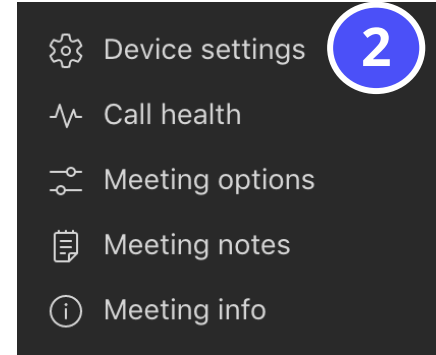 Device settings 2
Call health
Meeting options
Meeting notes
Meeting info